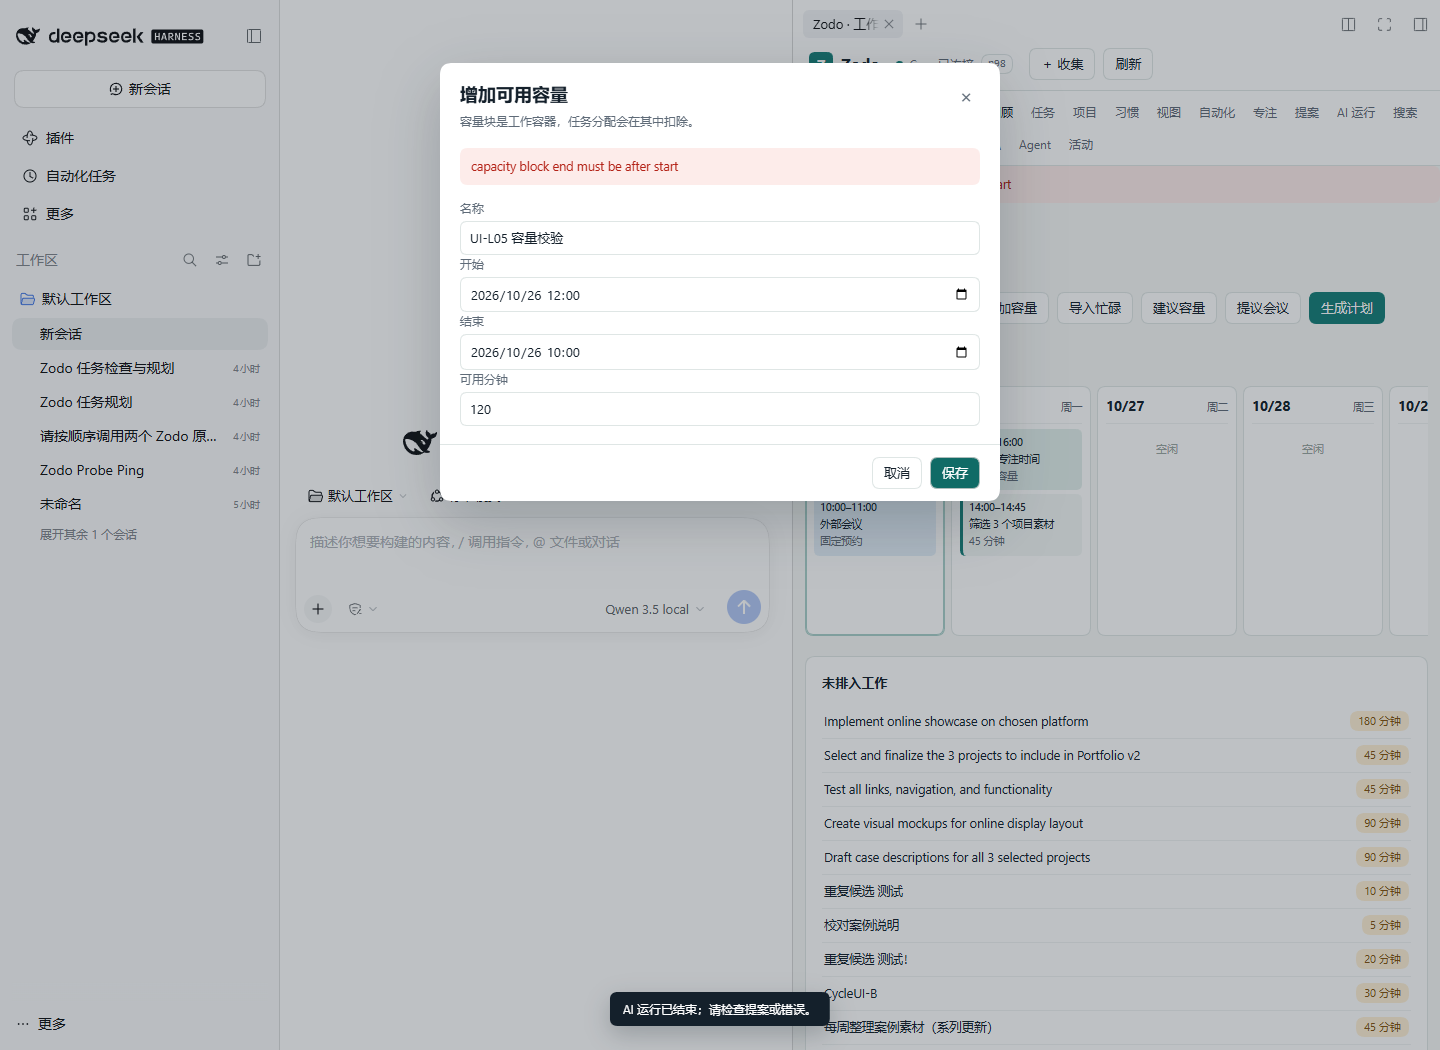 deepseek HARNESS
新会话
插件
自动化任务
更多
工作区
默认工作区
新会话
Zodo 任务检查与规划 4小时
Zodo 任务规划 4小时
请按顺序调用两个 Zodo 原... 4小时
Zodo Probe Ping 4小时
未命名 5小时
展开其余 1 个会话
更多
默认工作区
描述你想要构建的内容, / 调用指令, @ 文件或对话
Qwen 3.5 local
Zodo · 工作
+ 收集
刷新
顾 任务 项目 习惯 视图 自动化 专注 提案 AI 运行 搜索
Agent 活动
art
加容量 导入忙碌 建议容量 提议会议 生成计划
周一
10/27 周二
10/28 周三
10/2
16:00
专注时间
容量
空闲
空闲
10:00–11:00
外部会议
固定预约
14:00–14:45
筛选 3 个项目素材
45 分钟
未排入工作
Implement online showcase on chosen platform 180 分钟
Select and finalize the 3 projects to include in Portfolio v2 45 分钟
Test all links, navigation, and functionality 45 分钟
Create visual mockups for online display layout 90 分钟
Draft case descriptions for all 3 selected projects 90 分钟
重复候选 测试 10 分钟
校对案例说明 5 分钟
重复候选 测试! 20 分钟
CycleUI-B 30 分钟
每周整理案例素材（系列更新） 45 分钟
增加可用容量
容量块是工作容器，任务分配会在其中扣除。
capacity block end must be after start
名称
UI-L05 容量校验
开始
2026/10/26 12:00
结束
2026/10/26 10:00
可用分钟
120
取消 保存
AI 运行已结束；请检查提案或错误。